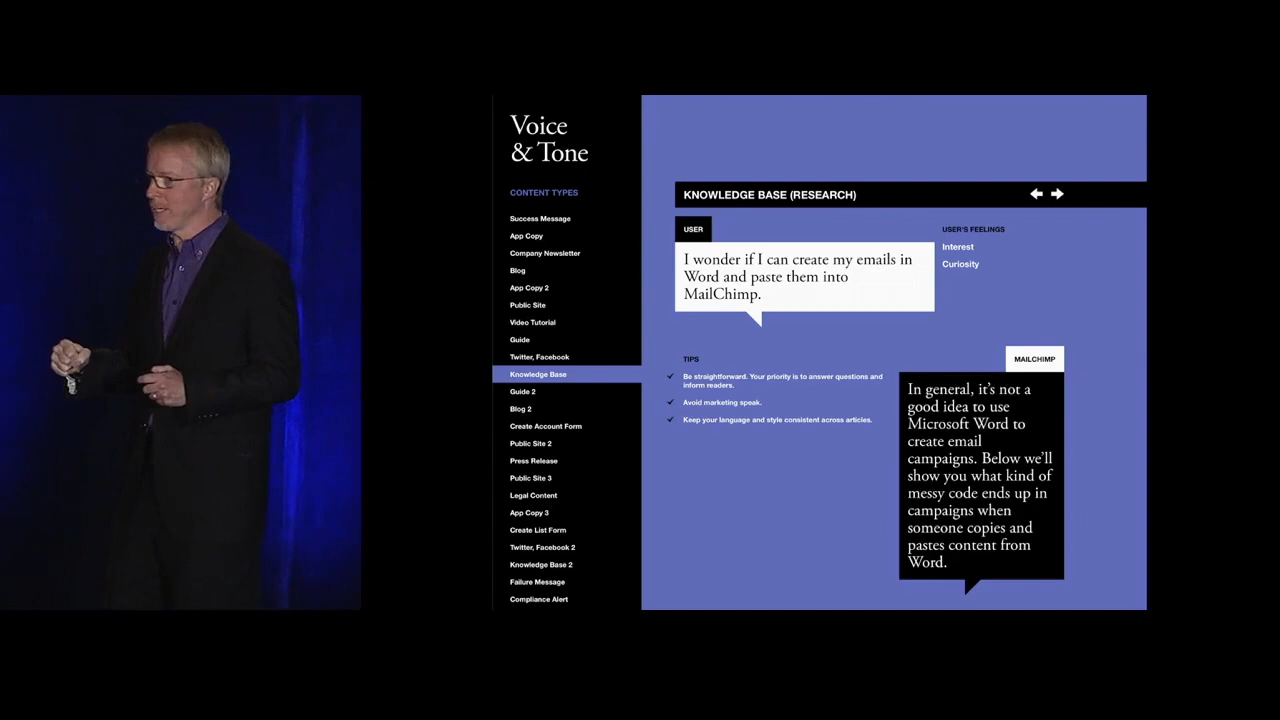 Voice
& Tone
CONTENT TYPES
Success Message
App Copy
Company Newsletter
Blog
App Copy 2
Public Site
Video Tutorial
Guide
Twitter, Facebook
Knowledge Base
Guide 2
Blog 2
Create Account Form
Public Site 2
Press Release
Public Site 3
Legal Content
App Copy 3
Create List Form
Twitter, Facebook 2
Knowledge Base 2
Failure Message
Compliance Alert
KNOWLEDGE BASE (RESEARCH)
USER
I wonder if I can create my emails in
Word and paste them into
MailChimp.
USER'S FEELINGS
Interest
Curiosity
TIPS
Be straightforward. Your priority is to answer questions and
inform readers.
Avoid marketing speak.
Keep your language and style consistent across articles.
MAILCHIMP
In general, it's not a
good idea to use
Microsoft Word to
create email
campaigns. Below we'll
show you what kind of
messy code ends up in
campaigns when
someone copies and
pastes content from
Word.